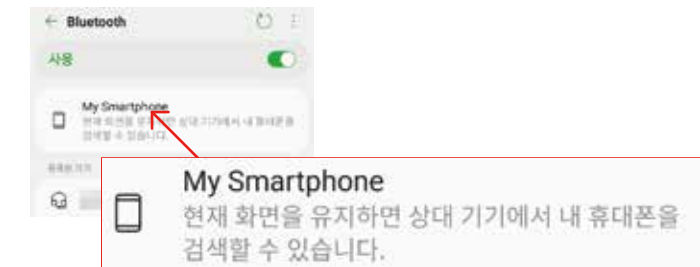 Bluetooth
사용
My Smartphone
현재 화면을 유지하면 상대 기기에서 내 휴대폰을
검색할 수 있습니다.
My Smartphone
현재 화면을 유지하면 상대 기기에서 내 휴대폰을
검색할 수 있습니다.